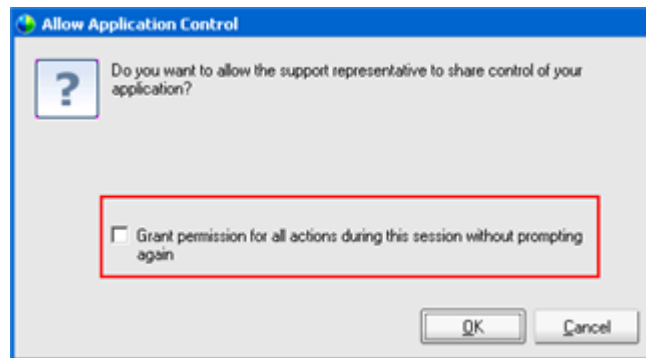 Allow Application Control
?
Do you want to allow the support representative to share control of your
application?
Grant permission for all actions during this session without prompting
again
OK
Cancel